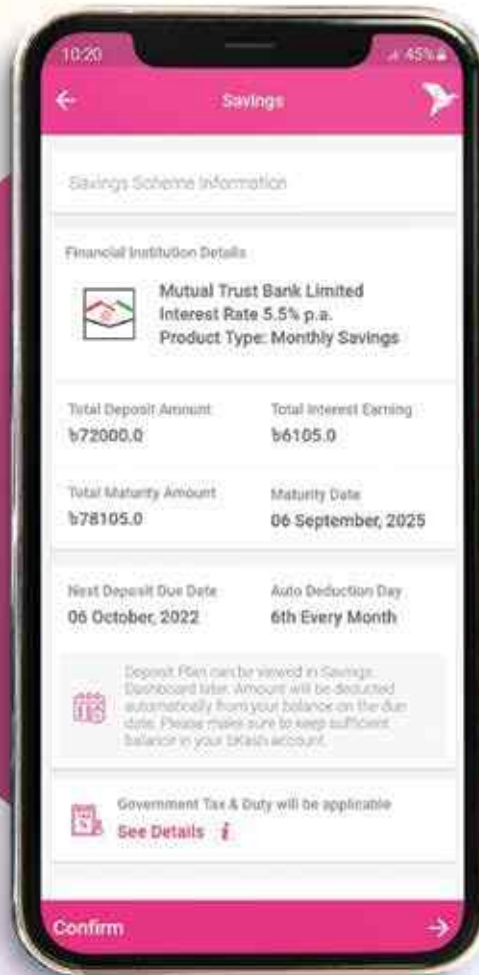 10:20
45%
Savings
Savings Scheme Information
Financial Institution Details
Mutual Trust Bank Limited
Interest Rate 5.5% p.a.
Product Type: Monthly Savings
Total Deposit Amount
Total Interest Earning
৳72000.0
৳6105.0
Total Maturity Amount
Maturity Date
৳78105.0
06 September, 2025
Next Deposit Due Date
Auto Deduction Day
06 October, 2022
6th Every Month
Deposit Plan can be viewed in Savings
Dashboard later. Amount will be deducted
automatically from your balance on the due
date. Please make sure to keep sufficient
balance in your bKash account.
Government Tax & Duty will be applicable
See Details i
Confirm